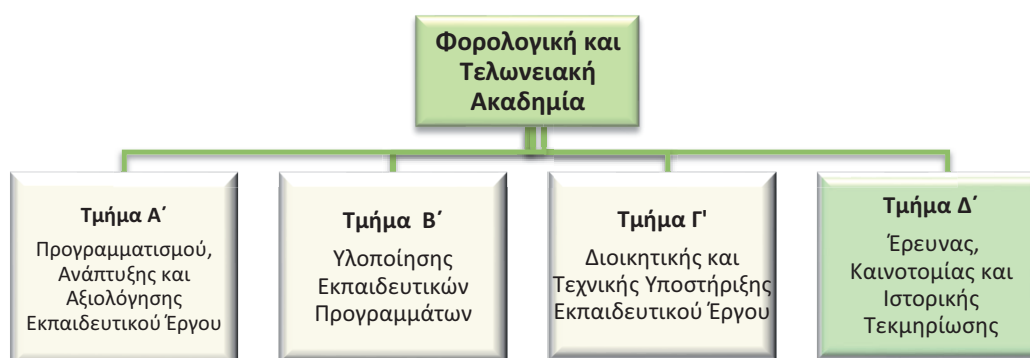 Φορολογική και
Τελωνειακή
Ακαδημία
Τμήμα Α΄
Προγραμματισμού,
Ανάπτυξης και
Αξιολόγησης
Εκπαιδευτικού Έργου
Τμήμα Β΄
Υλοποίησης
Εκπαιδευτικών
Προγραμμάτων
Τμήμα Γ'
Διοικητικής και
Τεχνικής Υποστήριξης
Εκπαιδευτικού Έργου
Τμήμα Δ΄
Έρευνας,
Καινοτομίας και
Ιστορικής
Τεκμηρίωσης